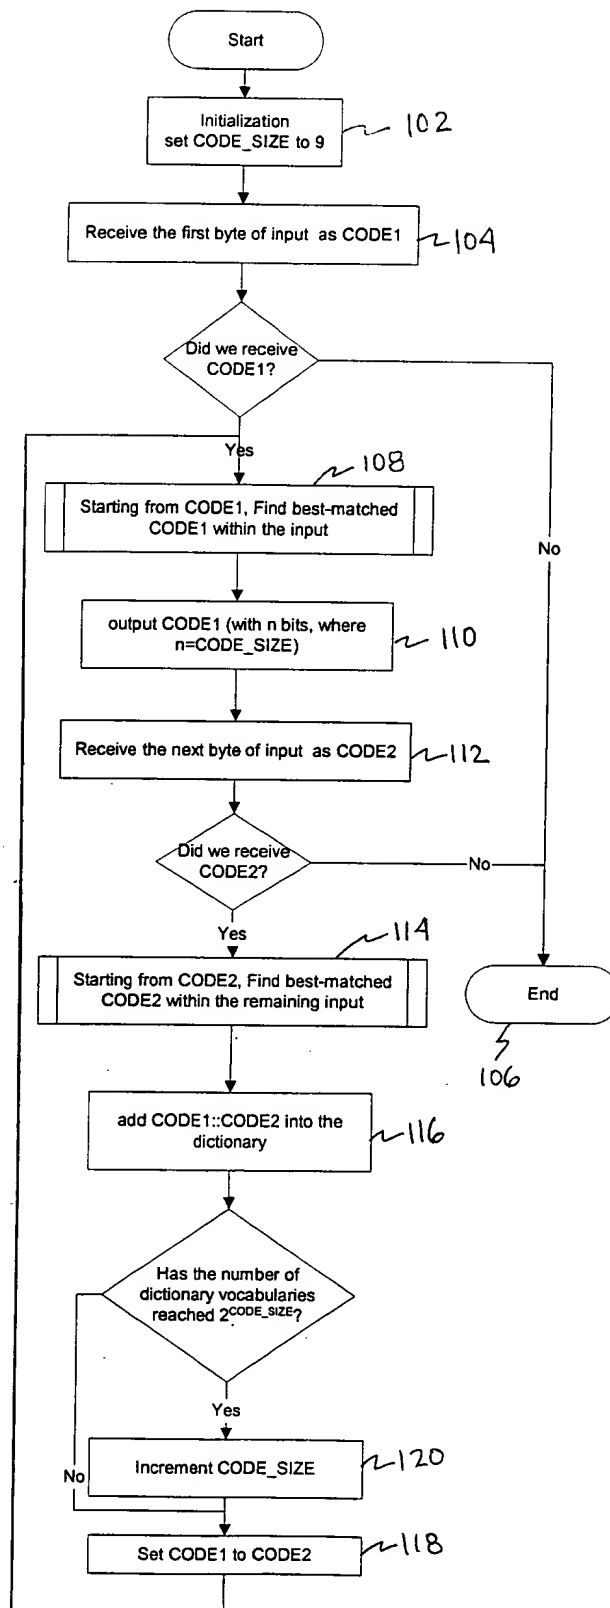 Start
Initialization
set CODE_SIZE to 9
102
Receive the first byte of input as CODE1
104
Did we receive
CODE1?
Yes
108
Starting from CODE1, Find best-matched
CODE1 within the input
No
output CODE1 (with n bits, where
n=CODE_SIZE)
110
Receive the next byte of input as CODE2
112
Did we receive
CODE2?
No
Yes
114
Starting from CODE2, Find best-matched
CODE2 within the remaining input
End
106
add CODE1::CODE2 into the
dictionary
116
Has the number of
dictionary vocabularies
reached 2^CODE_SIZE?
Yes
Increment CODE_SIZE
120
No
Set CODE1 to CODE2
118